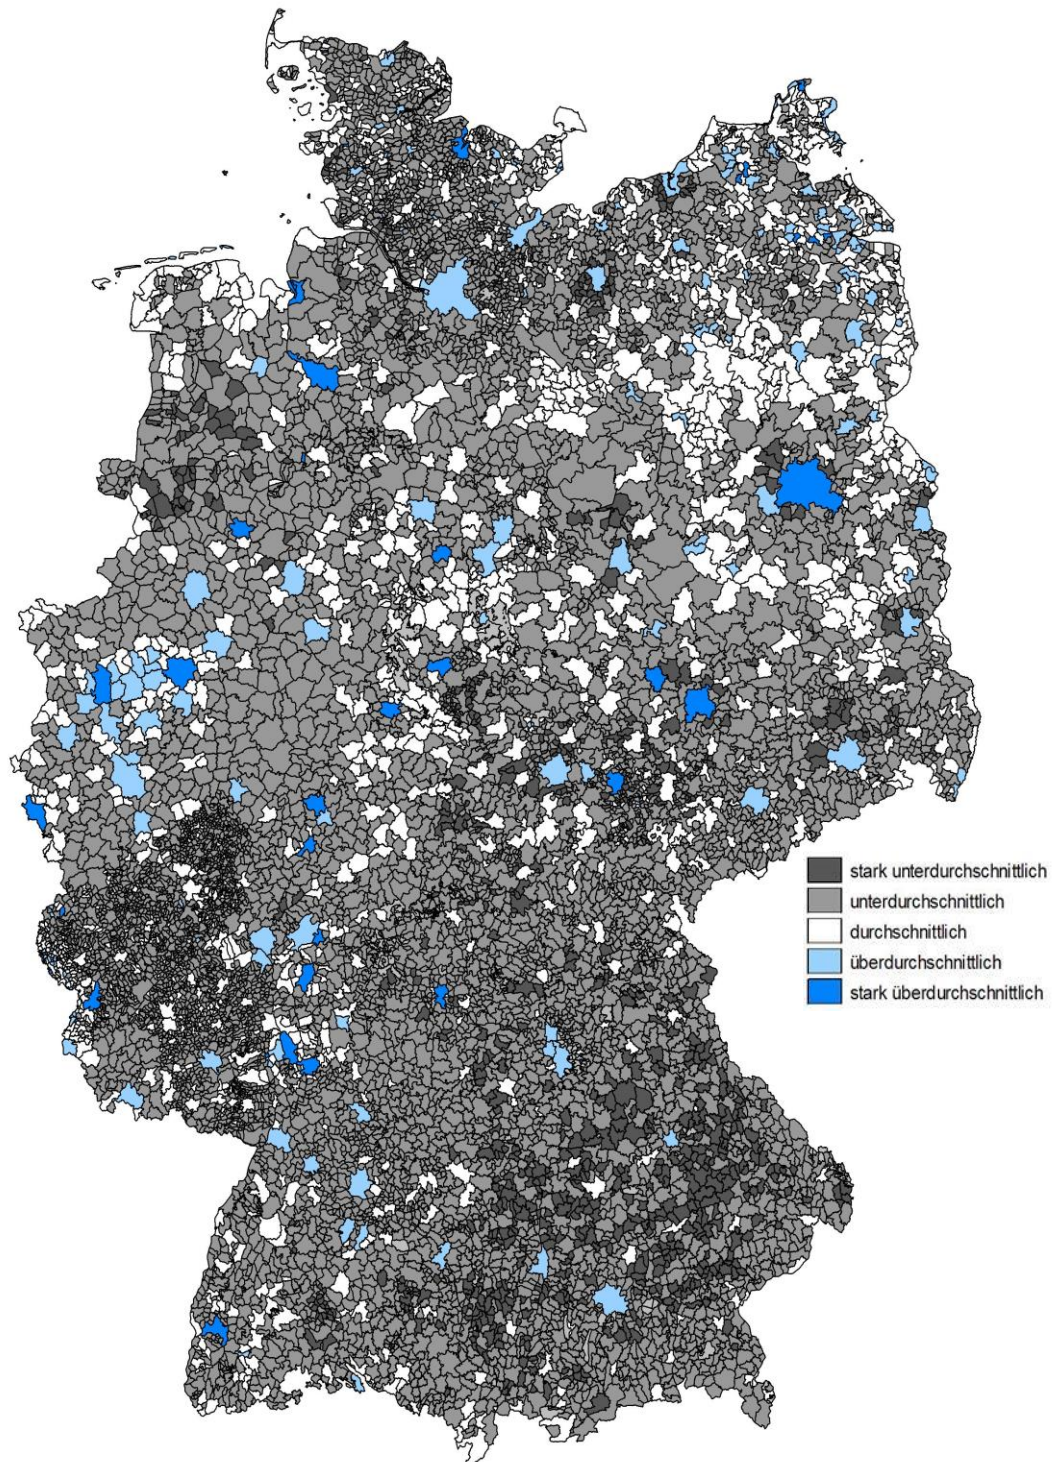 stark unterdurchschnittlich
unterdurchschnittlich
durchschnittlich
überdurchschnittlich
stark überdurchschnittlich